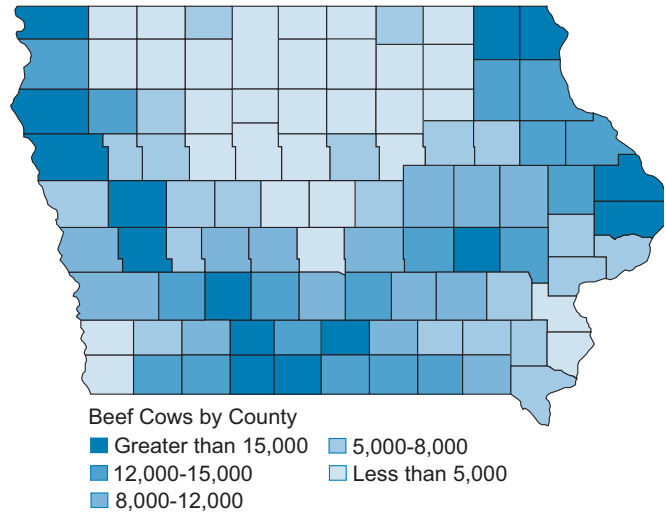 Beef Cows by County
Greater than 15,000
5,000-8,000
12,000-15,000
Less than 5,000
8,000-12,000